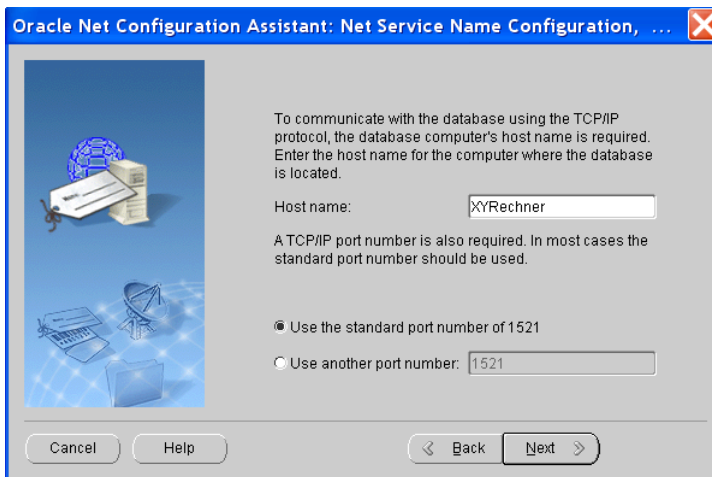 Oracle Net Configuration Assistant: Net Service Name Configuration, ...
To communicate with the database using the TCP/IP
protocol, the database computer's host name is required.
Enter the host name for the computer where the database
is located.
Host name: XYRechner
A TCP/IP port number is also required. In most cases the
standard port number should be used.
Use the standard port number of 1521
Use another port number: 1521
Cancel Help Back Next